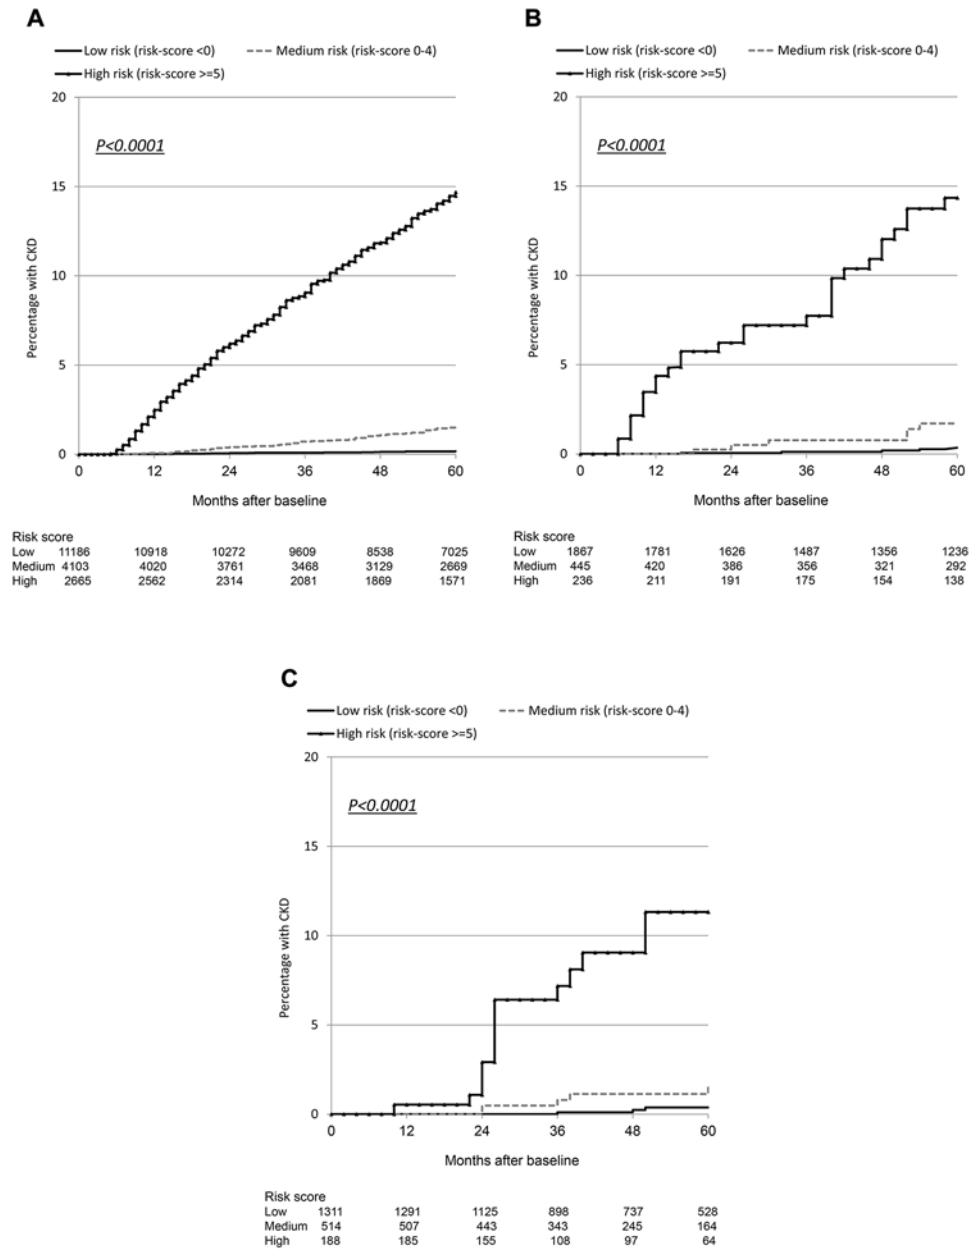 A
Low risk (risk-score <0) Medium risk (risk-score 0-4)
High risk (risk-score >=5)
20
15
10
5
0
P<0.0001
Percentage with CKD
0 12 24 36 48 60
Months after baseline
Risk score
Low 11186 10918 10272 9609 8538 7025
Medium 4103 4020 3761 3468 3129 2669
High 2665 2562 2314 2081 1869 1571
B
Low risk (risk-score <0) Medium risk (risk-score 0-4)
High risk (risk-score >=5)
20
15
10
5
0
P<0.0001
Percentage with CKD
0 12 24 36 48 60
Months after baseline
Risk score
Low 1867 1781 1626 1487 1356 1236
Medium 445 420 386 356 321 292
High 236 211 191 175 154 138
C
Low risk (risk-score <0) Medium risk (risk-score 0-4)
High risk (risk-score >=5)
20
15
10
5
0
P<0.0001
Percentage with CKD
0 12 24 36 48 60
Months after baseline
Risk score
Low 1311 1291 1125 898 737 528
Medium 514 507 443 343 245 164
High 188 185 155 108 97 64